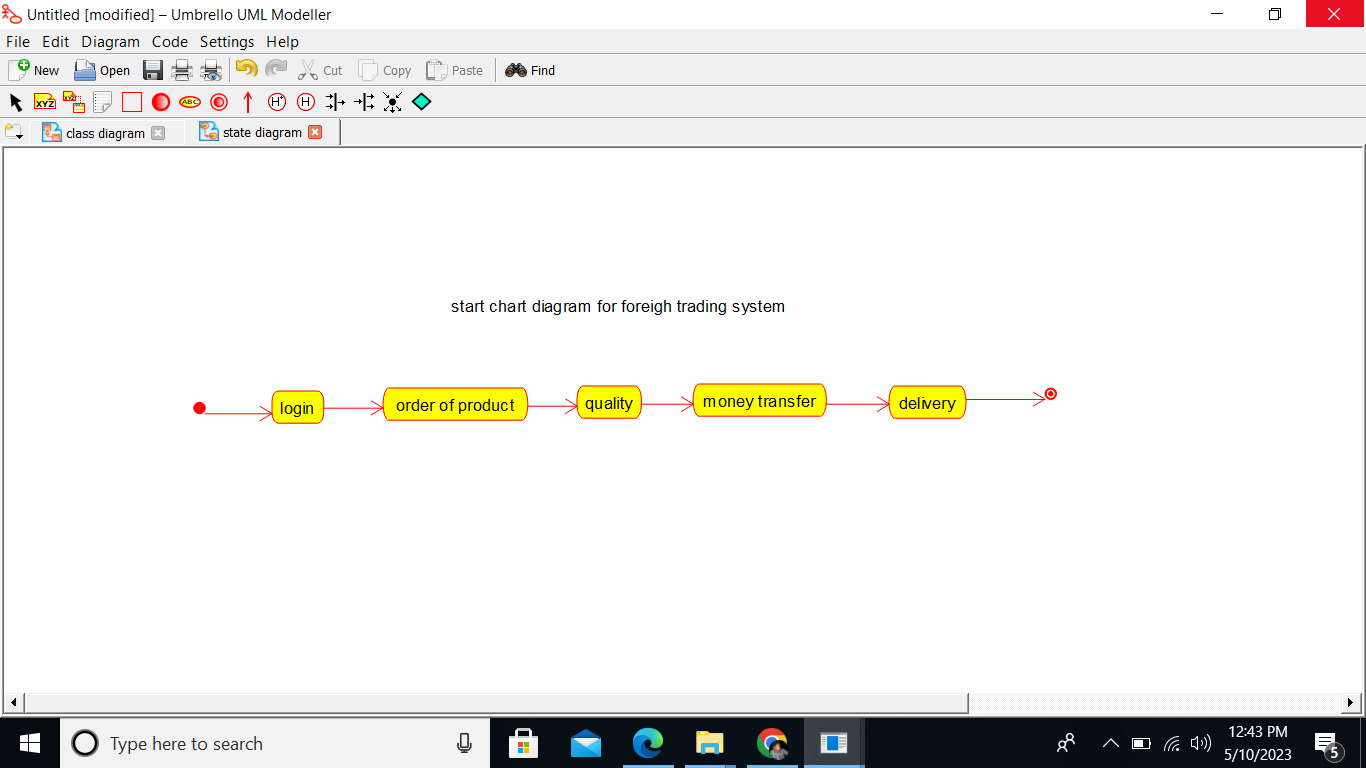 Untitled [modified] – Umbrello UML Modeller
File Edit Diagram Code Settings Help
New Open Cut Copy Paste Find
XYZ XYZ ABC H* H
class diagram state diagram
start chart diagram for foreigh trading system
login order of product quality money transfer delivery
Type here to search
12:43 PM
5/10/2023
5